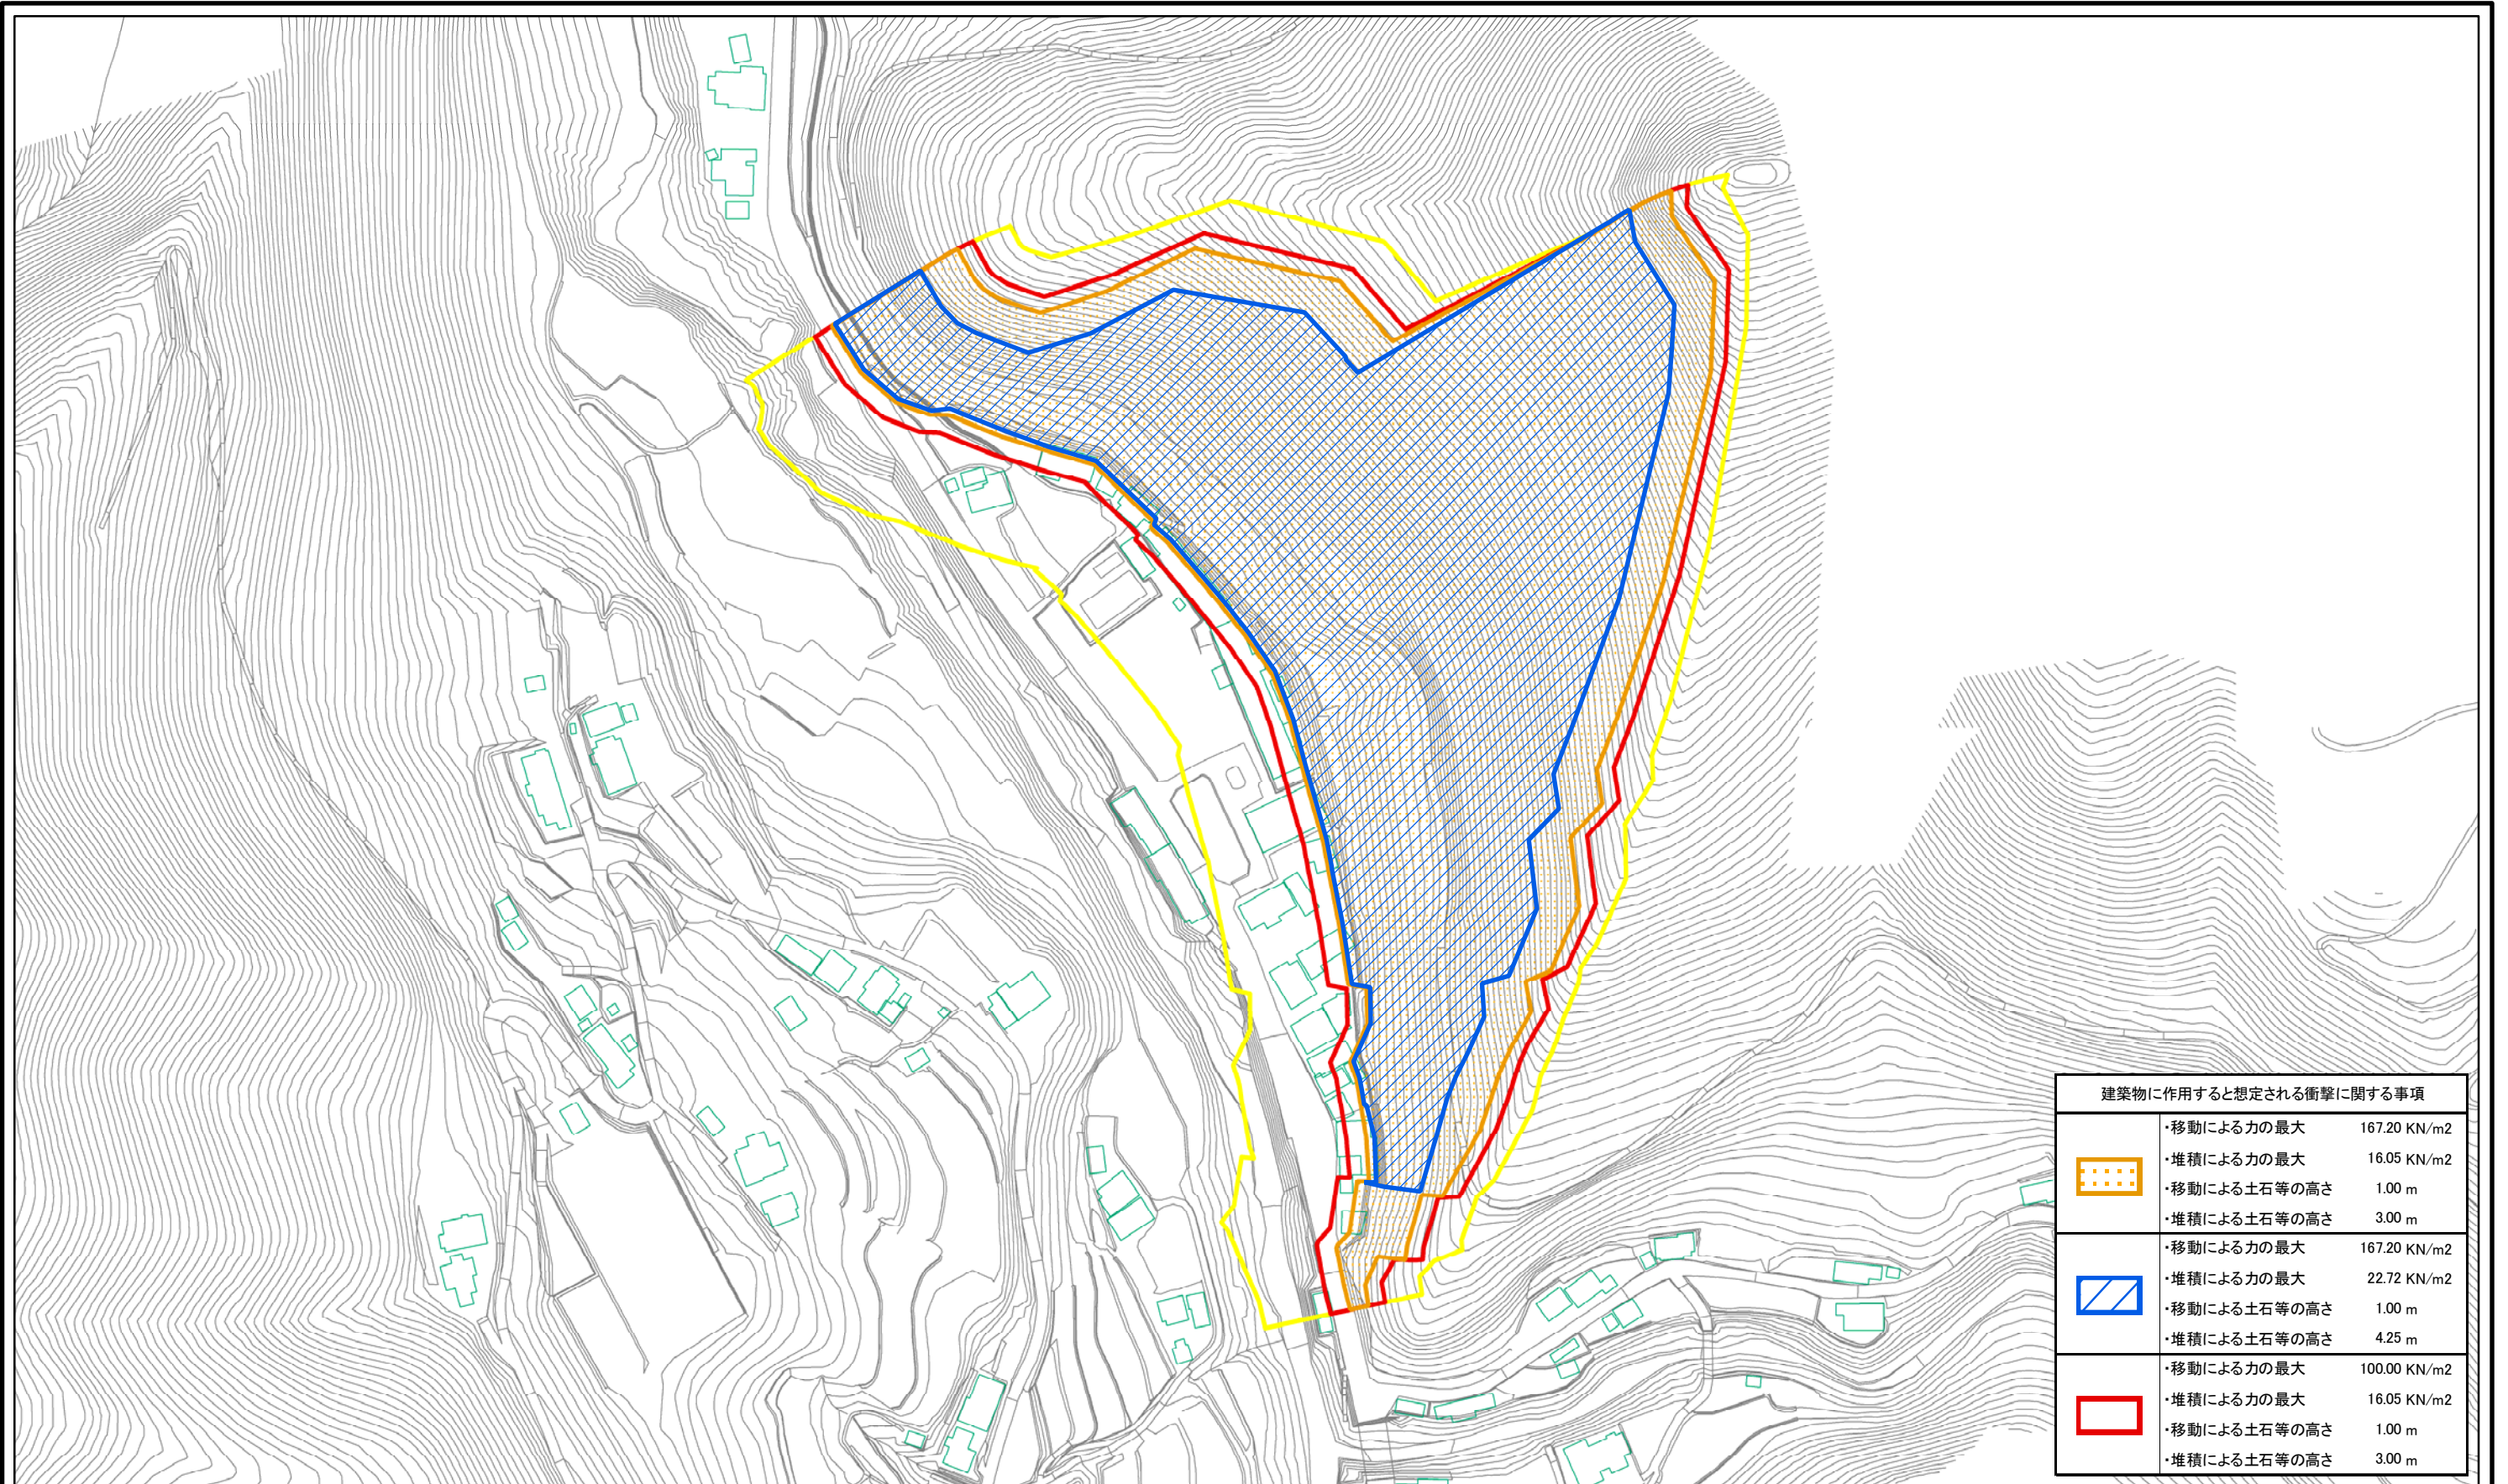 建築物に作用すると想定される衝撃に関する事項
・移動による力の最大 167.20 KN/m2
・堆積による力の最大 16.05 KN/m2
・移動による土石等の高さ 1.00 m
・堆積による土石等の高さ 3.00 m
・移動による力の最大 167.20 KN/m2
・堆積による力の最大 22.72 KN/m2
・移動による土石等の高さ 1.00 m
・堆積による土石等の高さ 4.25 m
・移動による力の最大 100.00 KN/m2
・堆積による力の最大 16.05 KN/m2
・移動による土石等の高さ 1.00 m
・堆積による土石等の高さ 3.00 m